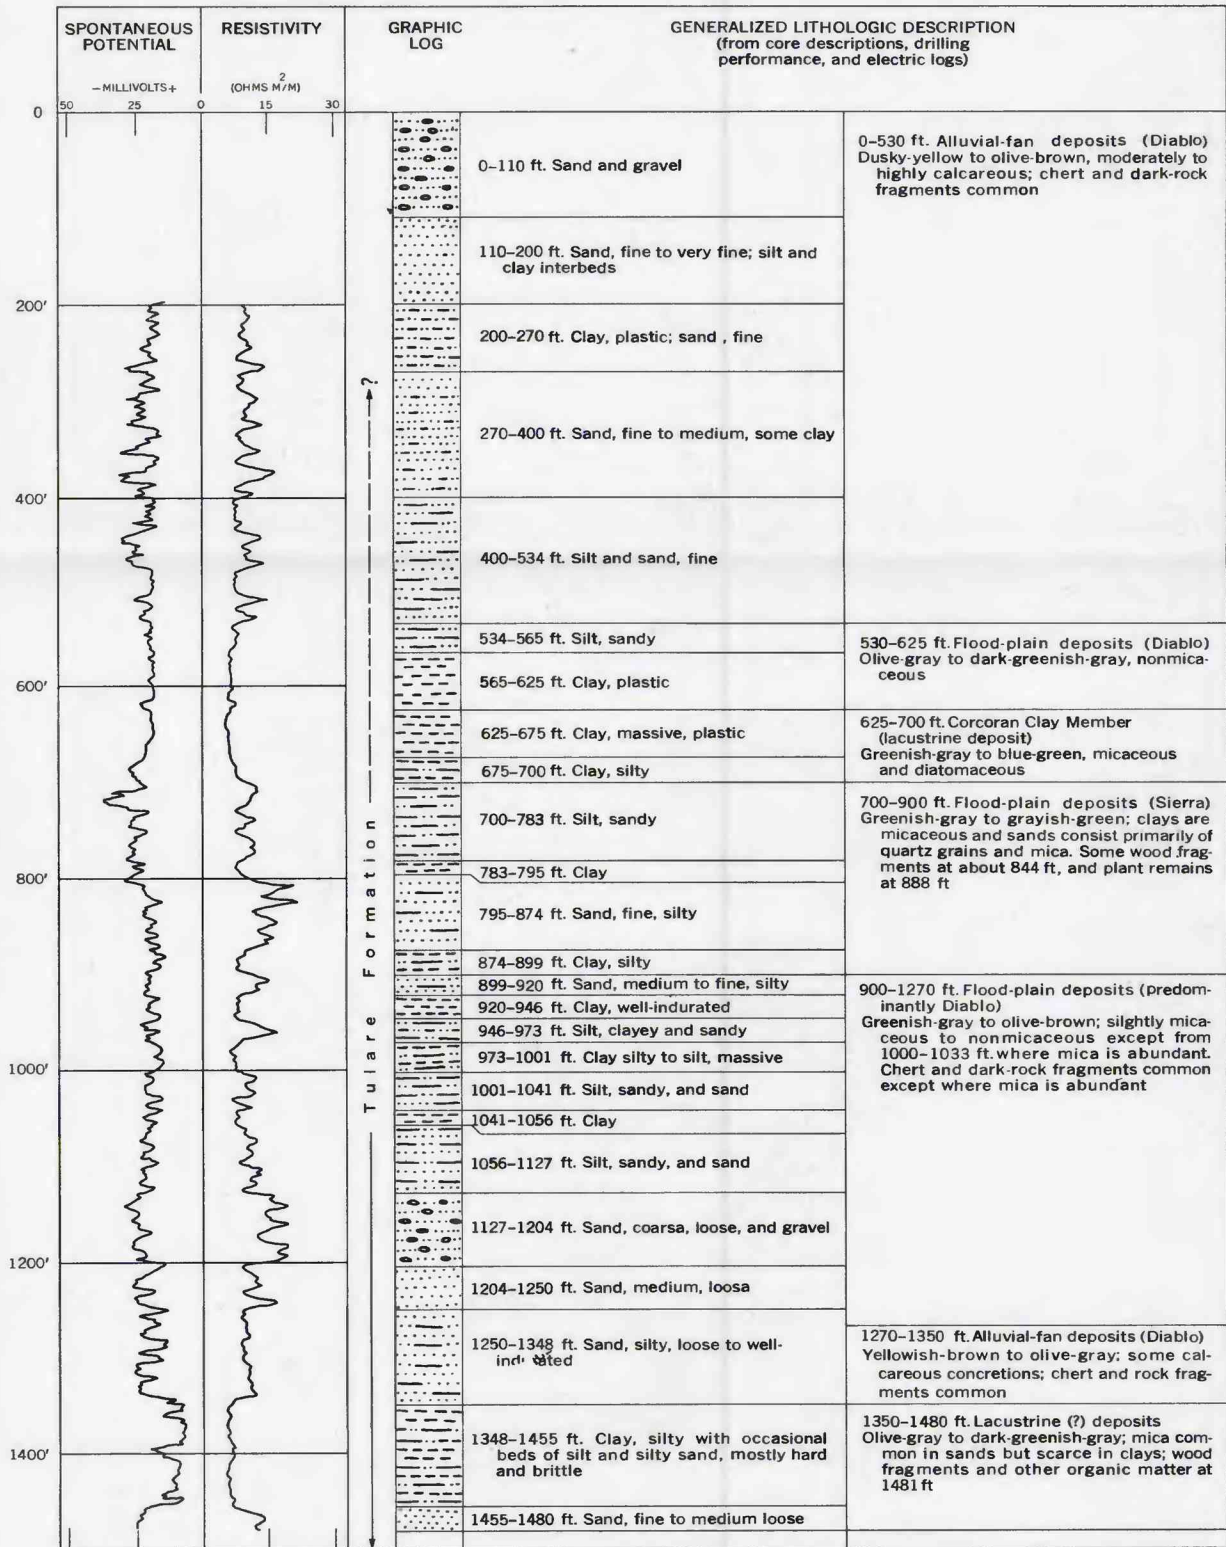 SPONTANEOUS
POTENTIAL
RESISTIVITY
GRAPHIC
LOG
GENERALIZED LITHOLOGIC DESCRIPTION
(from core descriptions, drilling
performance, and electric logs)
–MILLIVOLTS+
(OHMS M²/M)
50 25 0 15 30
0
200'
400'
600'
800'
1000'
1200'
1400'
?
Tulare Formation
0–110 ft. Sand and gravel
110–200 ft. Sand, fine to very fine; silt and
clay interbeds
200–270 ft. Clay, plastic; sand , fine
270–400 ft. Sand, fine to medium, some clay
400–534 ft. Silt and sand, fine
534–565 ft. Silt, sandy
565–625 ft. Clay, plastic
625–675 ft. Clay, massive, plastic
675–700 ft. Clay, silty
700–783 ft. Silt, sandy
783–795 ft. Clay
795–874 ft. Sand, fine, silty
874–899 ft. Clay, silty
899–920 ft. Sand, medium to fine, silty
920–946 ft. Clay, well-indurated
946–973 ft. Silt, clayey and sandy
973–1001 ft. Clay silty to silt, massive
1001–1041 ft. Silt, sandy, and sand
1041–1056 ft. Clay
1056–1127 ft. Silt, sandy, and sand
1127–1204 ft. Sand, coarsa, loose, and gravel
1204–1250 ft. Sand, medium, loosa
1250–1348 ft. Sand, silty, loose to well-
1348–1455 ft. Clay, silty with occasional
beds of silt and silty sand, mostly hard
and brittle
1455–1480 ft. Sand, fine to medium loose
0–530 ft. Alluvial-fan deposits (Diablo)
Dusky-yellow to olive-brown, moderately to
highly calcareous; chert and dark-rock
fragments common
530–625 ft. Flood-plain deposits (Diablo)
Olive-gray to dark-greenish-gray, nonmica-
ceous
625–700 ft. Corcoran Clay Member
(lacustrine deposit)
Greenish-gray to blue-green, micaceous
and diatomaceous
700–900 ft. Flood-plain deposits (Sierra)
Greenish-gray to grayish-green; clays are
micaceous and sands consist primarily of
quartz grains and mica. Some wood frag-
ments at about 844 ft, and plant remains
at 888 ft
900–1270 ft. Flood-plain deposits (predom-
inantly Diablo)
Greenish-gray to olive-brown; silghtly mica-
ceous to nonmicaceous except from
1000–1033 ft. where mica is abundant.
Chert and dark-rock fragments common
except where mica is abundant
1270–1350 ft. Alluvial-fan deposits (Diablo)
Yellowish-brown to olive-gray; some cal-
careous concretions; chert and rock frag-
ments common
1350–1480 ft. Lacustrine (?) deposits
Olive-gray to dark-greenish-gray; mica com-
mon in sands but scarce in clays; wood
fragments and other organic matter at
1481 ft